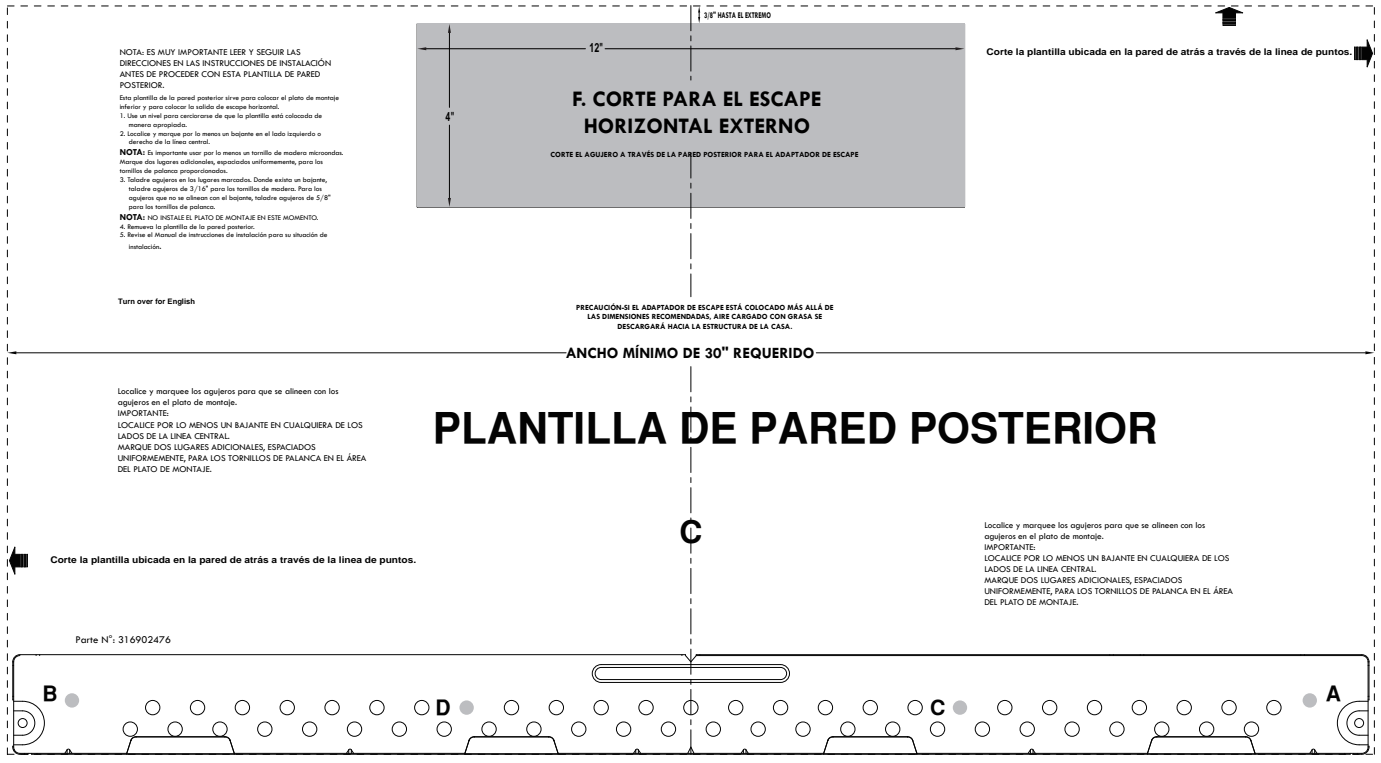 3/8" HASTA EL EXTREMO
NOTA: ES MUY IMPORTANTE LEER Y SEGUIR LAS
DIRECCIONES EN LAS INSTRUCCIONES DE INSTALACIÓN
ANTES DE PROCEDER CON ESTA PLANTILLA DE PARED
POSTERIOR.
Esta plantilla de la pared posterior sirve para colocar el plato de montaje
inferior y para colocar la salida de escape horizontal.
1. Use un nivel para cerciorarse de que la plantilla está colocada de
manera apropiada.
2. Localice y marque por lo menos un bajante en el lado izquierdo o
derecho de la línea central.
NOTA: Es importante usar por lo menos un tornillo de madera microondas.
Marque dos lugares adicionales, espaciados uniformemente, para los
tornillos de palanca proporcionados.
3. Taladre agujeros en los lugares marcados. Donde exista un bajante,
taladre agujeros de 3/16" para los tornillos de madera. Para los
agujeros que no se alinean con el bajante, taladre agujeros de 5/8"
para los tornillos de palanca.
NOTA: NO INSTALE EL PLATO DE MONTAJE EN ESTE MOMENTO.
4. Remueva la plantilla de la pared posterior.
5. Revise el Manual de instrucciones de instalación para su situación de
instalación.
Turn over for English
12"
4"
F. CORTE PARA EL ESCAPE
HORIZONTAL EXTERNO
CORTE EL AGUJERO A TRAVÉS DE LA PARED POSTERIOR PARA EL ADAPTADOR DE ESCAPE
Corte la plantilla ubicada en la pared de atrás a través de la linea de puntos.
PRECAUCIÓN-SI EL ADAPTADOR DE ESCAPE ESTÁ COLOCADO MÁS ALLÁ DE
LAS DIMENSIONES RECOMENDADAS, AIRE CARGADO CON GRASA SE
DESCARGARÁ HACIA LA ESTRUCTURA DE LA CASA.
ANCHO MÍNIMO DE 30" REQUERIDO
Localice y marquee los agujeros para que se alineen con los
agujeros en el plato de montaje.
IMPORTANTE:
LOCALICE POR LO MENOS UN BAJANTE EN CUALQUIERA DE LOS
LADOS DE LA LINEA CENTRAL.
MARQUE DOS LUGARES ADICIONALES, ESPACIADOS
UNIFORMEMENTE, PARA LOS TORNILLOS DE PALANCA EN EL ÁREA
DEL PLATO DE MONTAJE.
PLANTILLA DE PARED POSTERIOR
C
Localice y marquee los agujeros para que se alineen con los
agujeros en el plato de montaje.
IMPORTANTE:
LOCALICE POR LO MENOS UN BAJANTE EN CUALQUIERA DE LOS
LADOS DE LA LINEA CENTRAL.
MARQUE DOS LUGARES ADICIONALES, ESPACIADOS
UNIFORMEMENTE, PARA LOS TORNILLOS DE PALANCA EN EL ÁREA
DEL PLATO DE MONTAJE.
Corte la plantilla ubicada en la pared de atrás a través de la linea de puntos.
Parte N°: 316902476
B
D
C
A